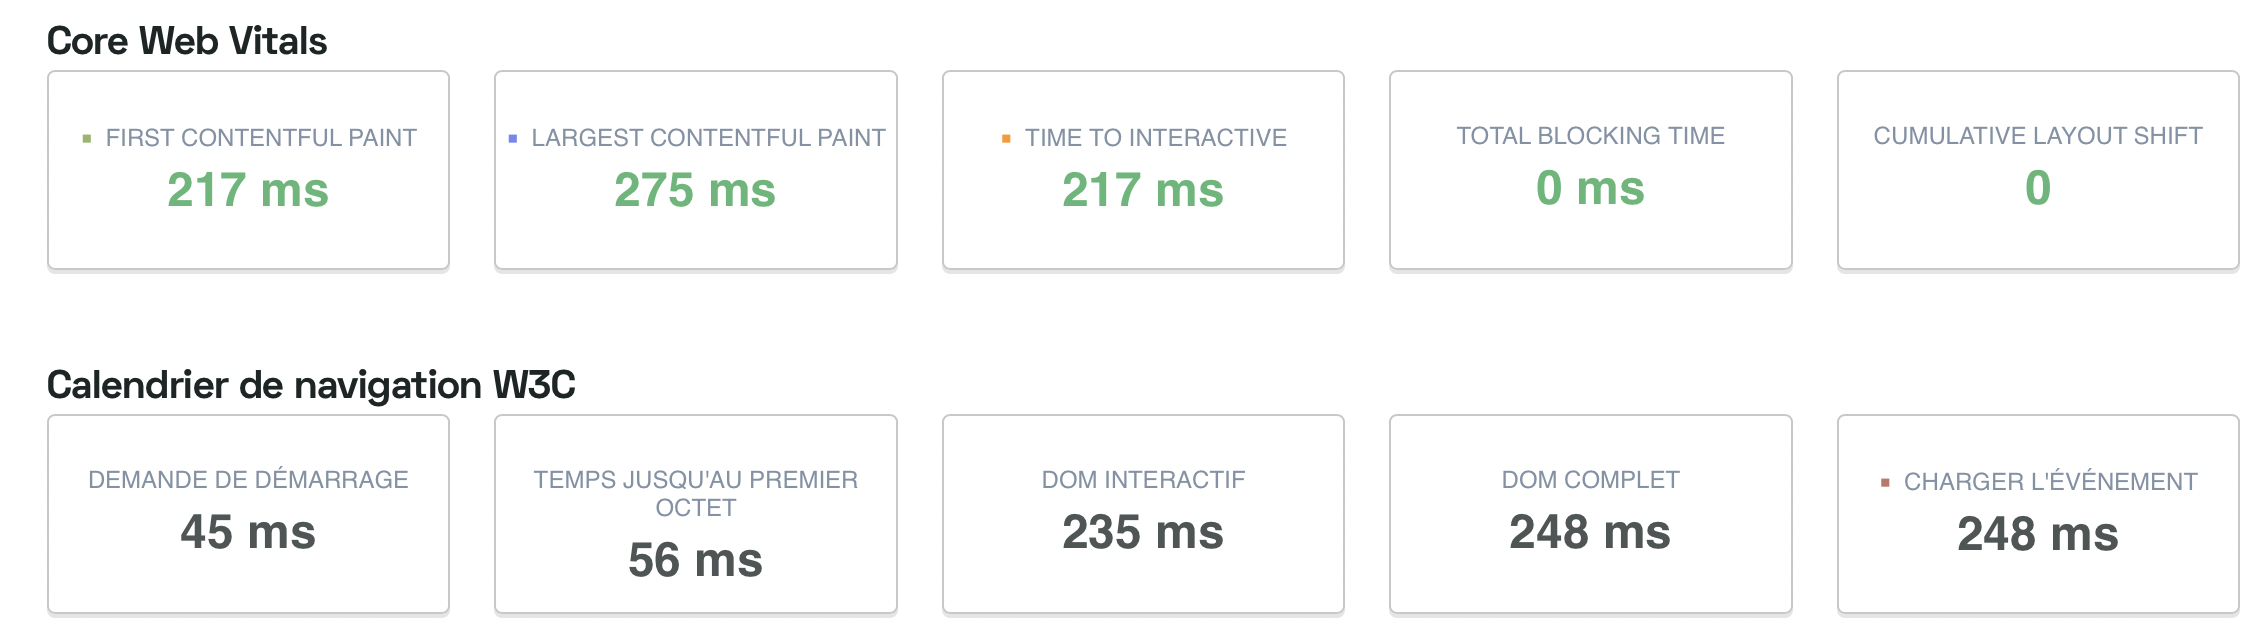 Core Web Vitals
FIRST CONTENTFUL PAINT
217 ms
LARGEST CONTENTFUL PAINT
275 ms
TIME TO INTERACTIVE
217 ms
TOTAL BLOCKING TIME
0 ms
CUMULATIVE LAYOUT SHIFT
0
Calendrier de navigation W3C
DEMANDE DE DÉMARRAGE
45 ms
TEMPS JUSQU'AU PREMIER
OCTET
56 ms
DOM INTERACTIF
235 ms
DOM COMPLET
248 ms
CHARGER L'ÉVÉNEMENT
248 ms